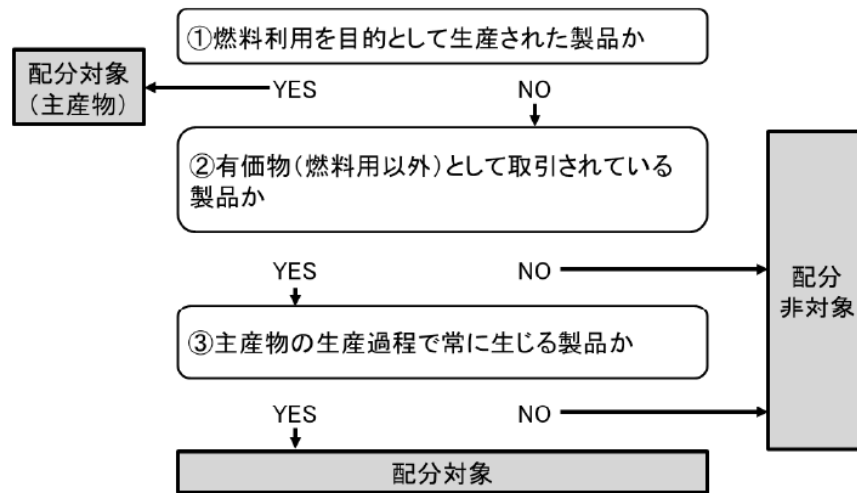 ①燃料利用を目的として生産された製品か
配分対象
（主産物）
YES
NO
②有価物（燃料用以外）として取引されている
製品か
YES
NO
配分
非対象
③主産物の生産過程で常に生じる製品か
YES
NO
配分対象